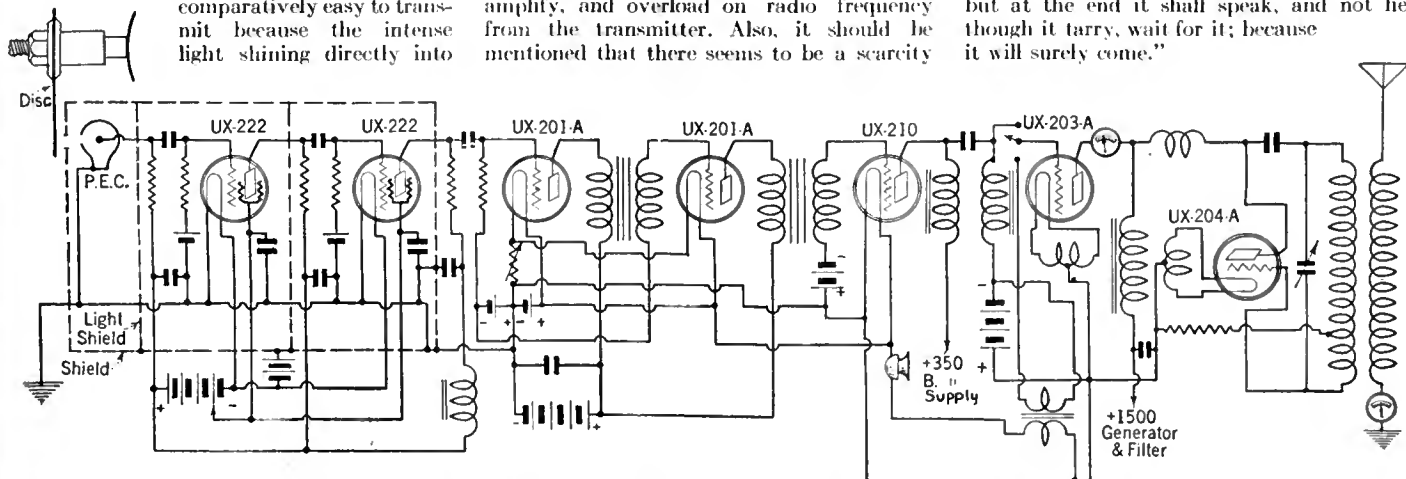 comparatively easy to trans-
mit because the intense
light shining directly into
amplify, and overload on radio frequency
from the transmitter. Also, it should be
mentioned that there seems to be a scarcity
but at the end it shall speak, and not lie
though it tarry, wait for it; because
it will surely come."
Disc
P.E.C.
UX-222
UX-222
UX-201-A
UX-201-A
UX-210
UX-203-A
UX-204-A
Light
Shield
Shield
+ -
- + - +
- +
- +
- +
+350
B.
Supply
+1500
Generator
& Filter